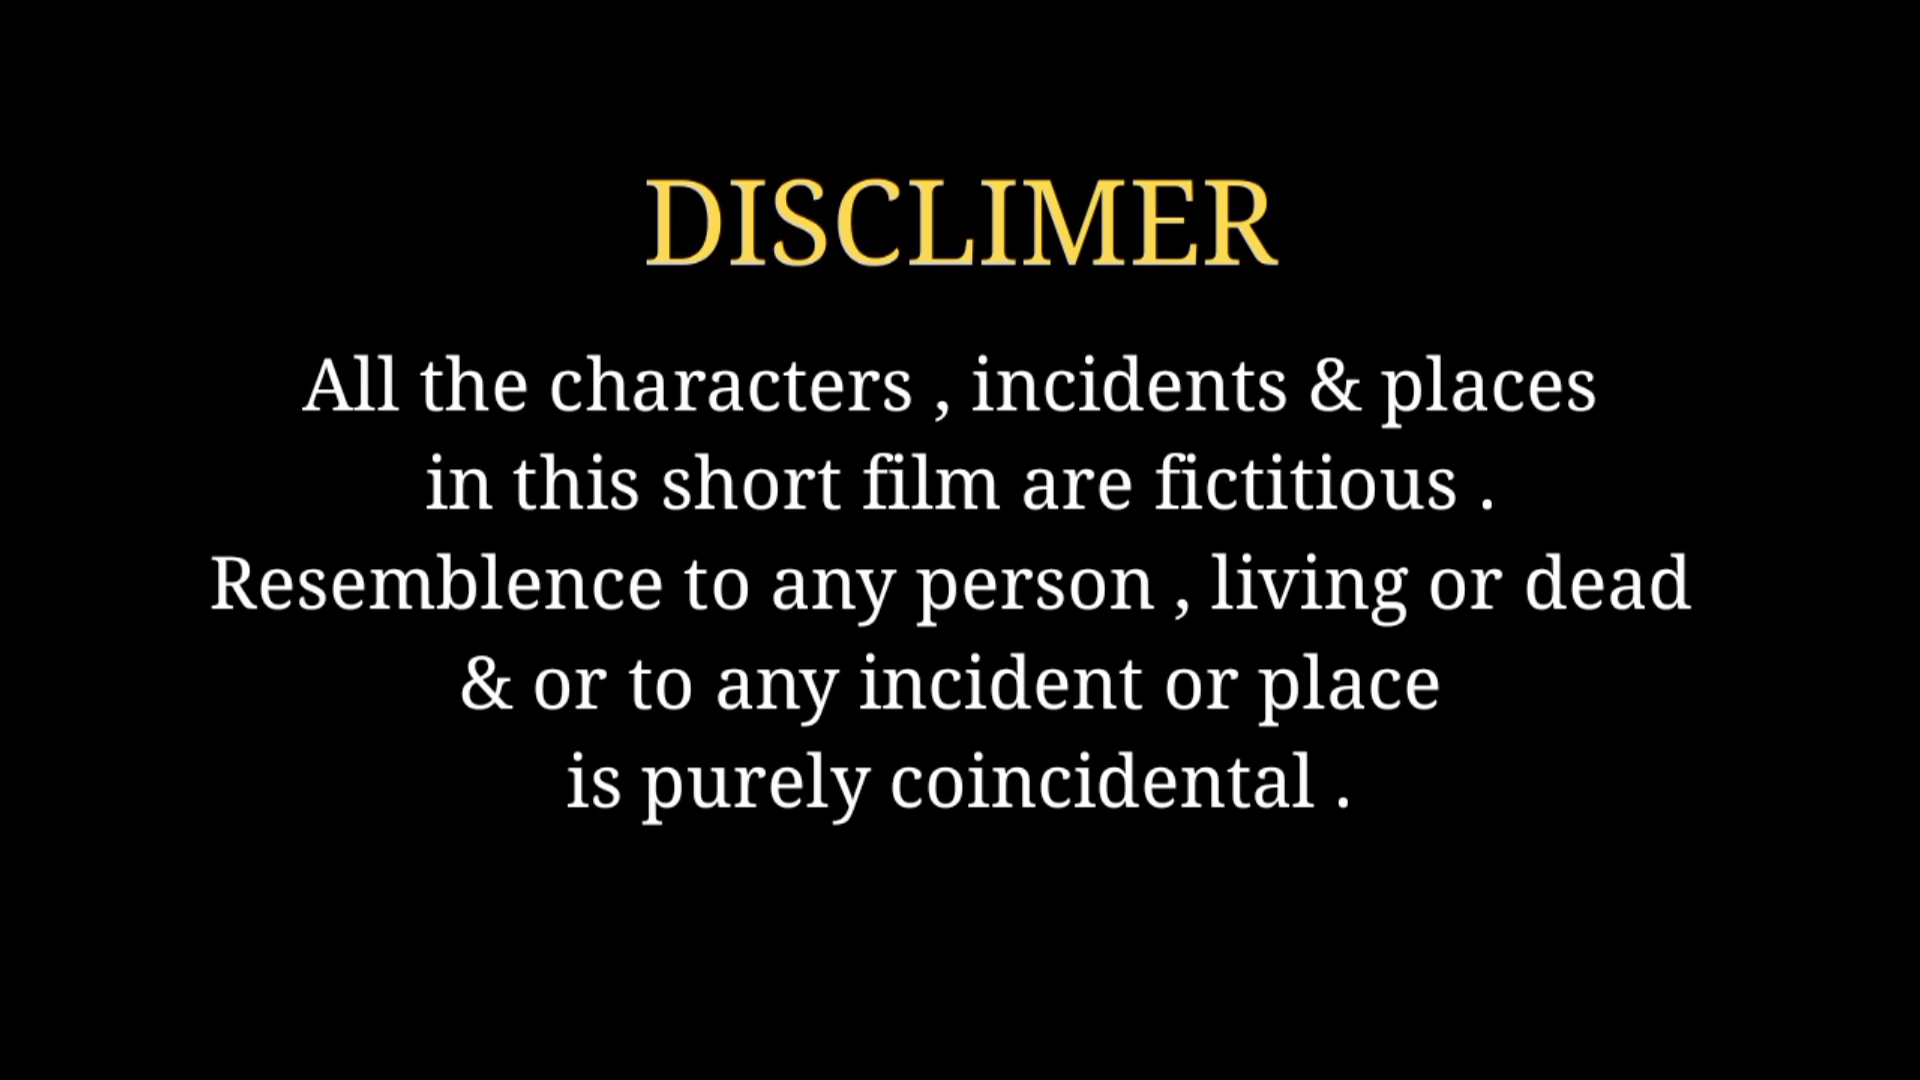 DISCLIMER
All the characters , incidents & places
in this short film are fictitious .
Resemblence to any person , living or dead
& or to any incident or place
is purely coincidental .